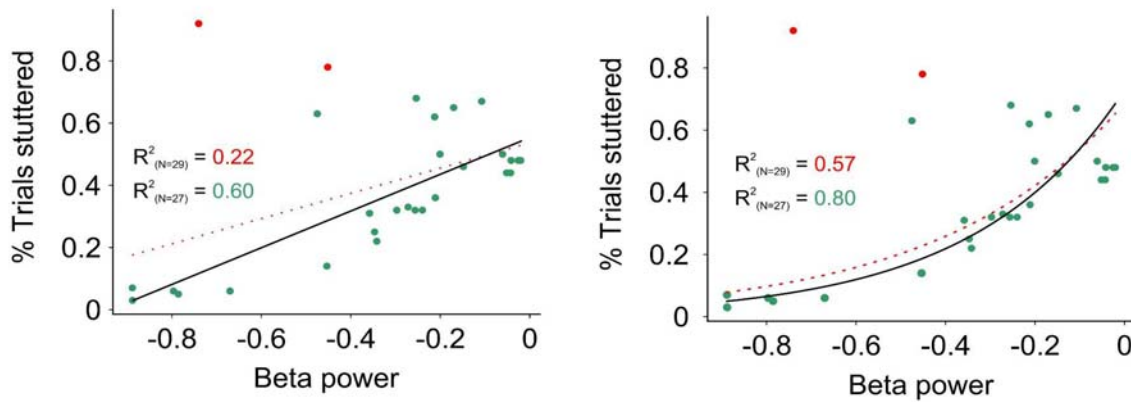 % Trials stuttered
0.8
0.6
0.4
0.2
0
R²(N=29) = 0.22
R²(N=27) = 0.60
-0.8 -0.6 -0.4 -0.2 0
Beta power
% Trials stuttered
0.8
0.6
0.4
0.2
0
R²(N=29) = 0.57
R²(N=27) = 0.80
-0.8 -0.6 -0.4 -0.2 0
Beta power